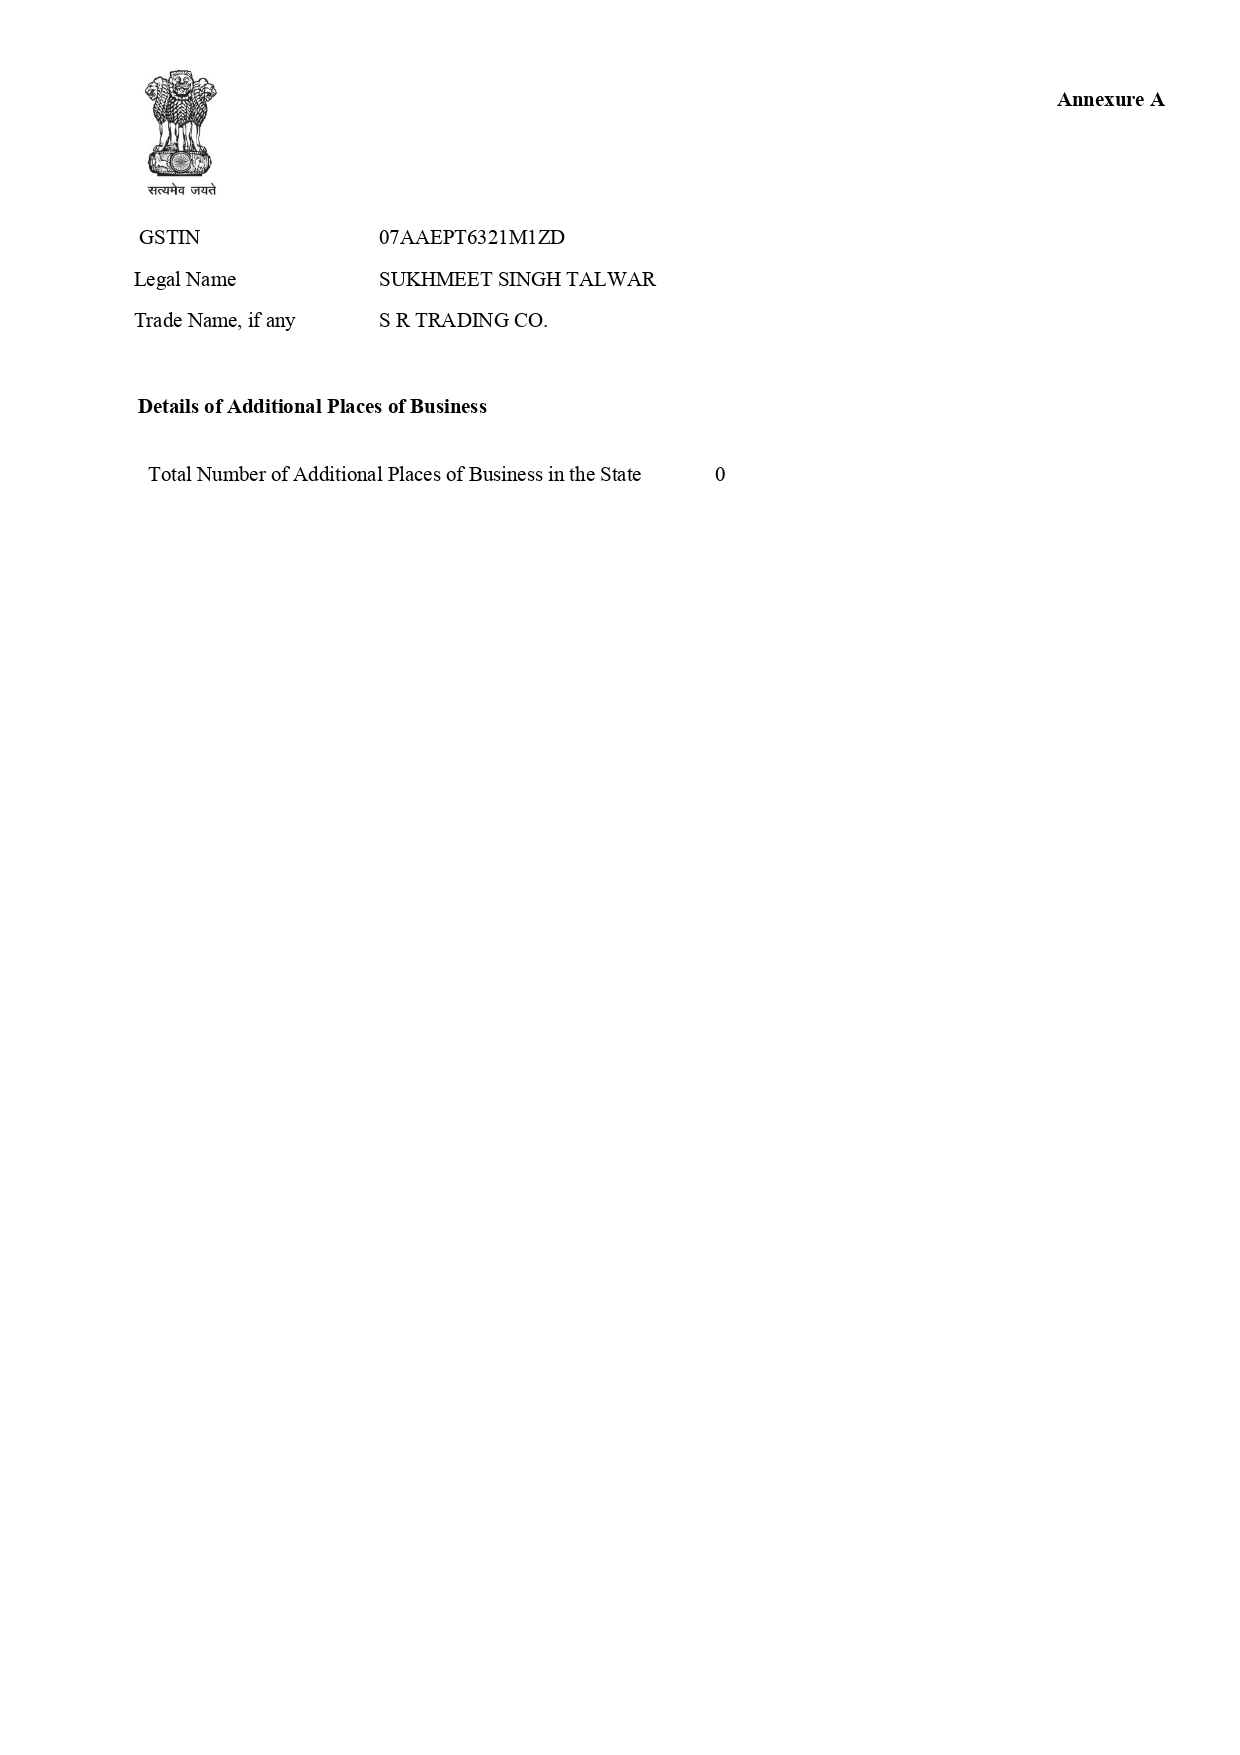 Annexure A
सत्यमेव जयते
GSTIN 07AAEPT6321M1ZD
Legal Name SUKHMEET SINGH TALWAR
Trade Name, if any S R TRADING CO.
Details of Additional Places of Business
Total Number of Additional Places of Business in the State 0